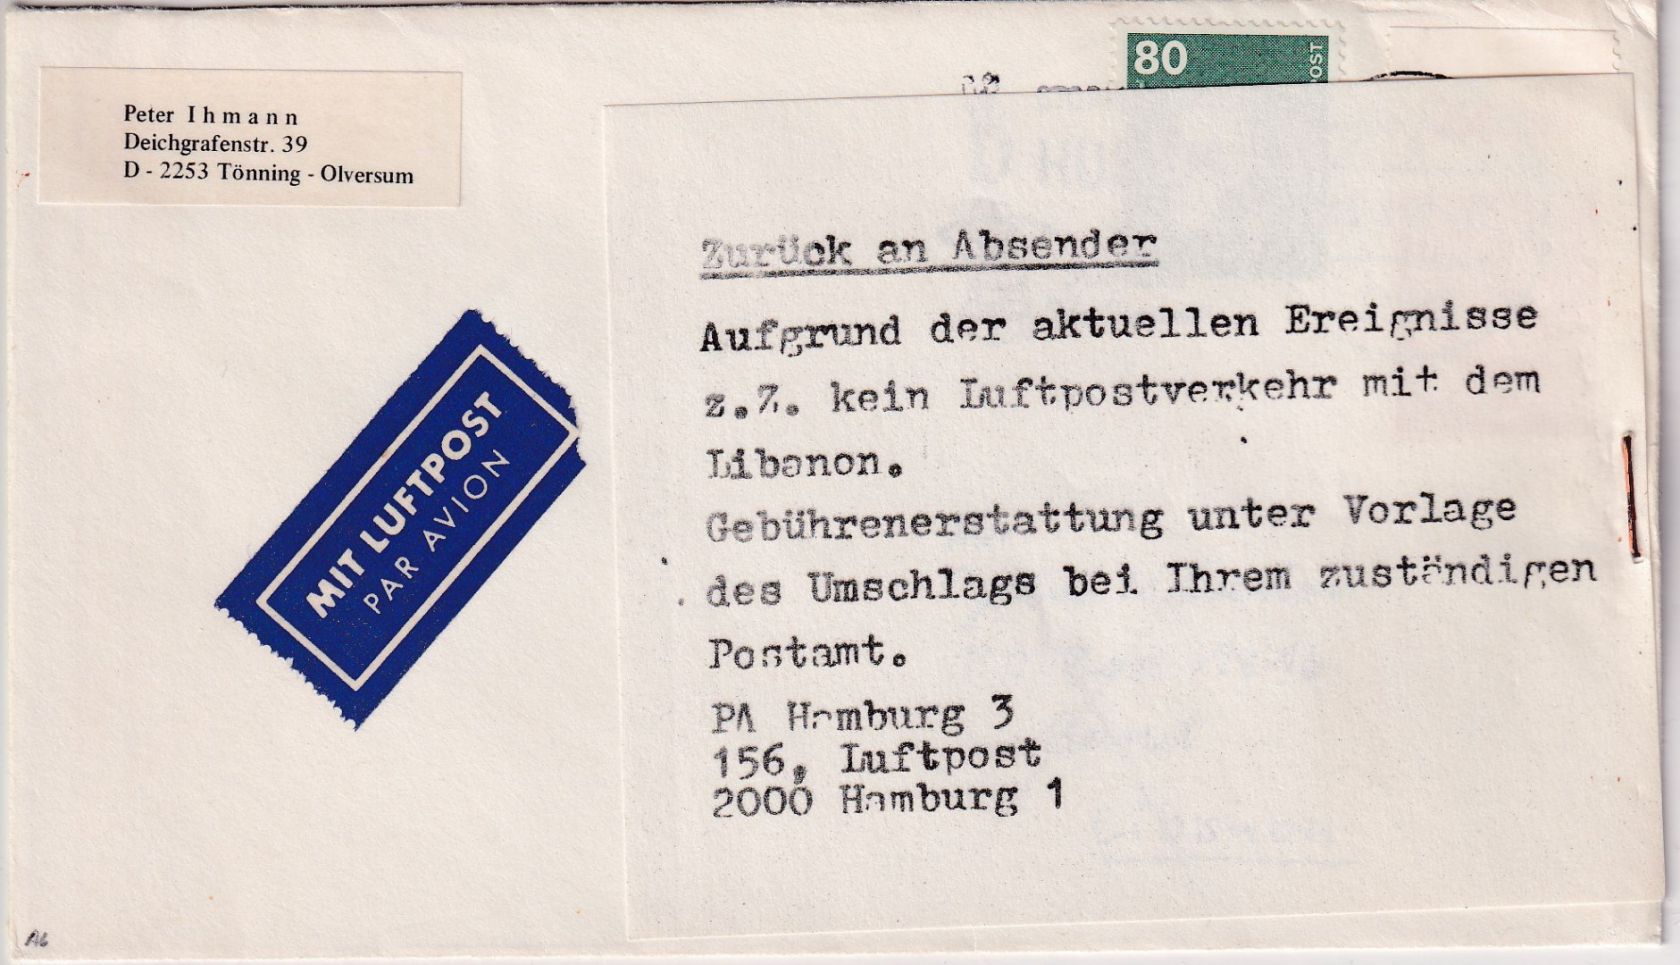 Peter Ihmann
Deichgrafenstr. 39
D - 2253 Tönning - Olversum
80
POST
MIT LUFTPOST
PAR AVION
Zurück an Absender
Aufgrund der aktuellen Ereignisse
z.Z. kein Luftpostverkehr mit dem
Libanon.
Gebührenerstattung unter Vorlage
des Umschlags bei Ihrem zuständigen
Postamt.
PA Hamburg 3
156, Luftpost
2000 Hamburg 1